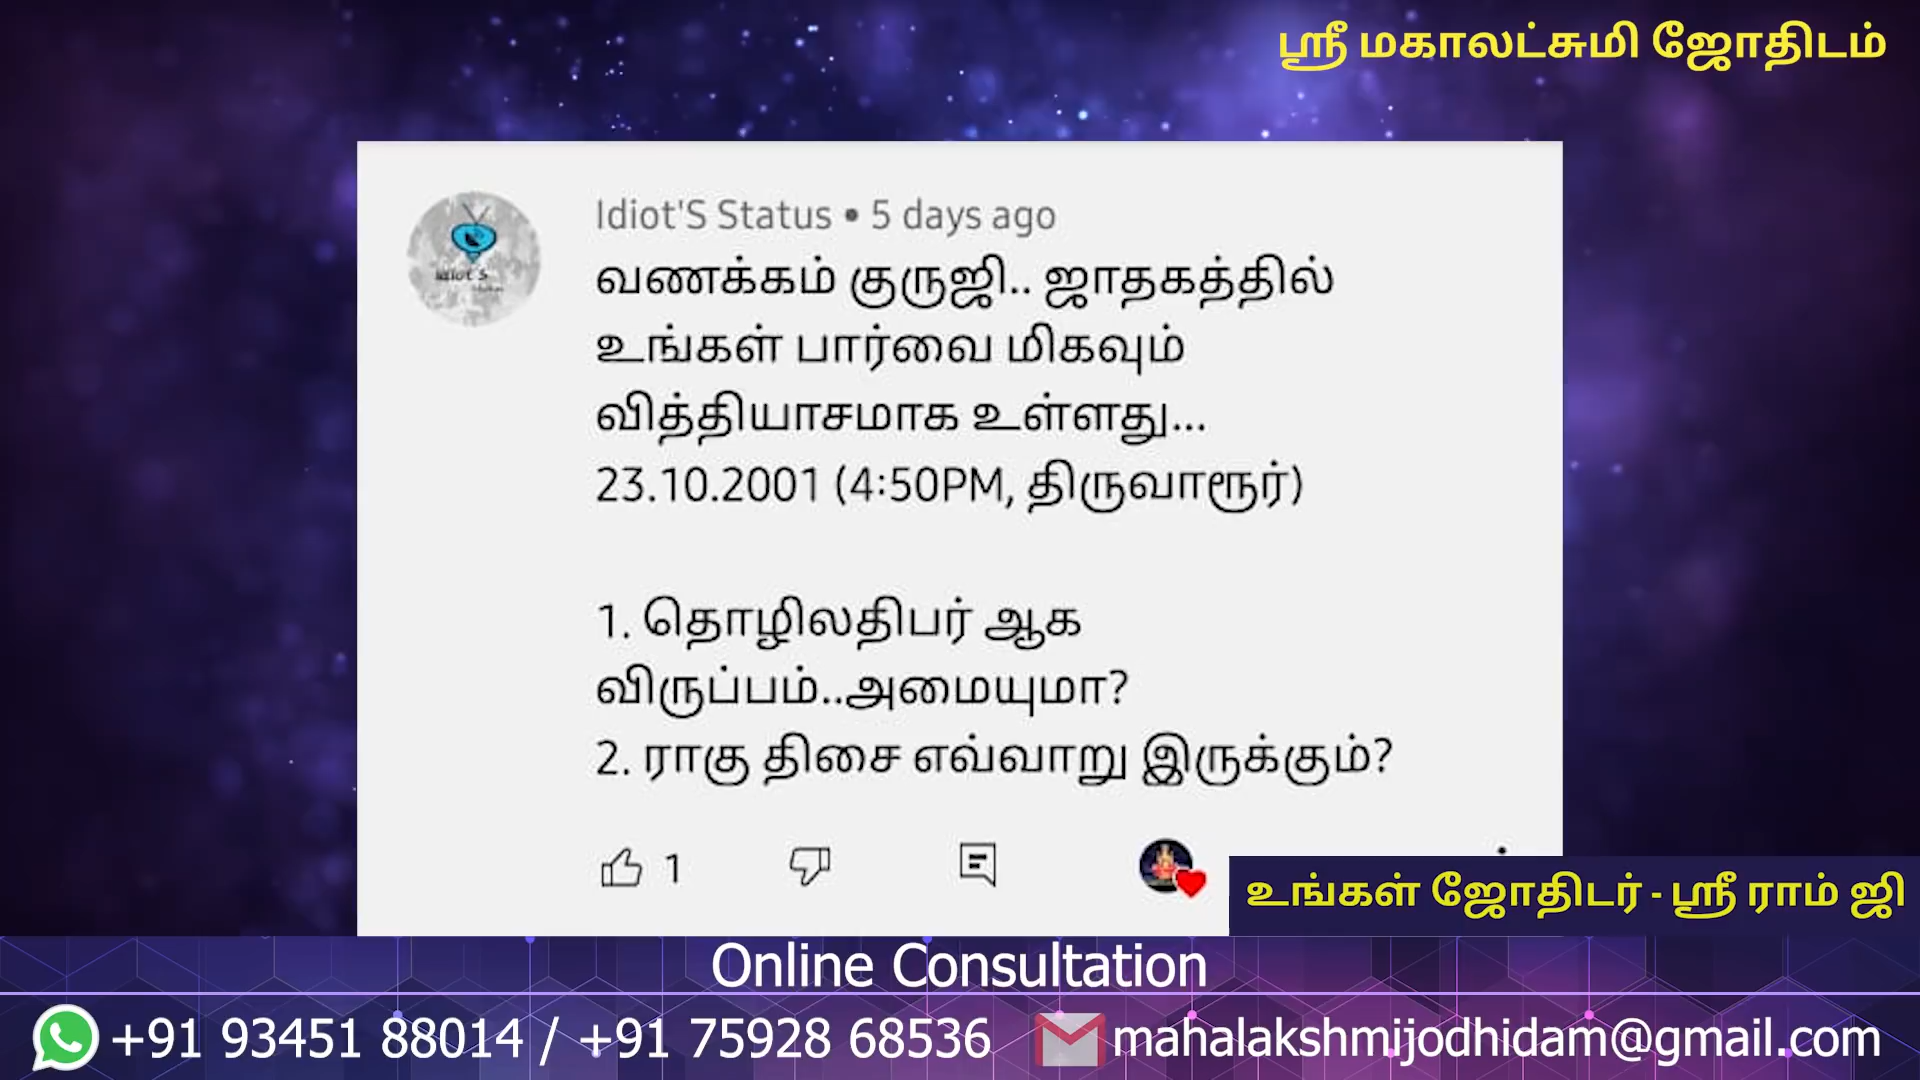 ஸ்ரீ மகாலட்சுமி ஜோதிடம்
Idiot'S Status • 5 days ago
வணக்கம் குருஜி.. ஜாதகத்தில்
உங்கள் பார்வை மிகவும்
வித்தியாசமாக உள்ளது...
23.10.2001 (4:50PM, திருவாரூர்)
1. தொழிலதிபர் ஆக
விருப்பம்..அமையுமா?
2. ராகு திசை எவ்வாறு இருக்கும்?
1
உங்கள் ஜோதிடர் - ஸ்ரீ ராம் ஜி
Online Consultation
+91 93451 88014 / +91 75928 68536 mahalakshmijodhidam@gmail.com